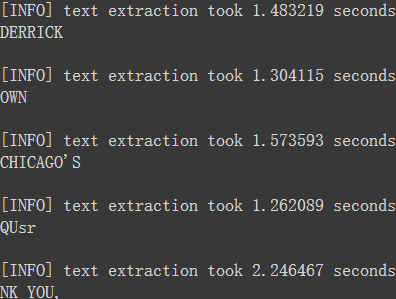 [INFO] text extraction took 1.483219 seconds
DERRICK
[INFO] text extraction took 1.304115 seconds
OWN
[INFO] text extraction took 1.573593 seconds
CHICAGO'S
[INFO] text extraction took 1.262089 seconds
QUsr
[INFO] text extraction took 2.246467 seconds
NK YOU,